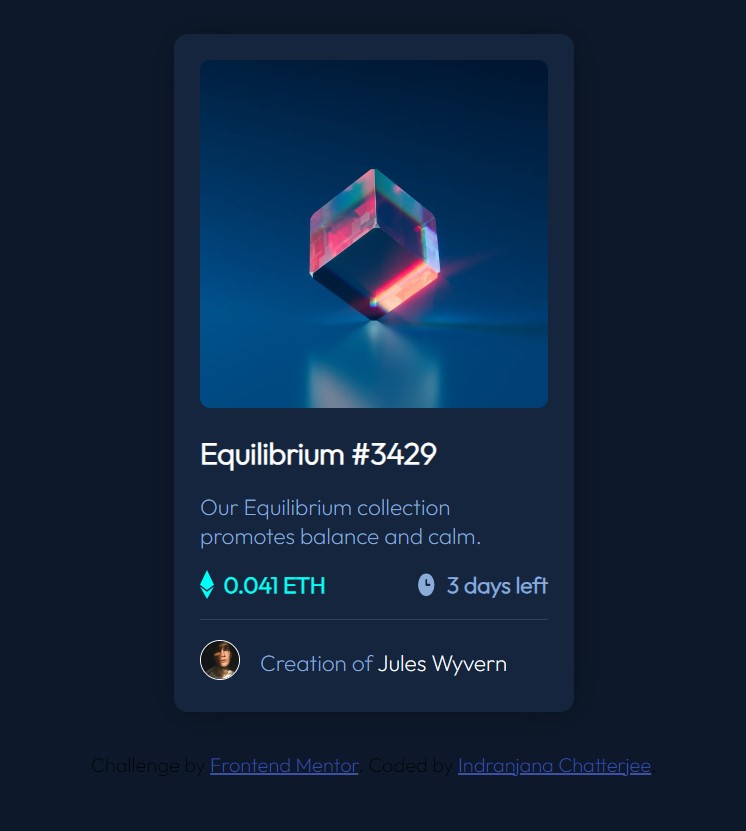 Equilibrium #3429
Our Equilibrium collection
promotes balance and calm.
0.041 ETH 3 days left
Creation of Jules Wyvern
Challenge by Frontend Mentor. Coded by Indranjana Chatterjee